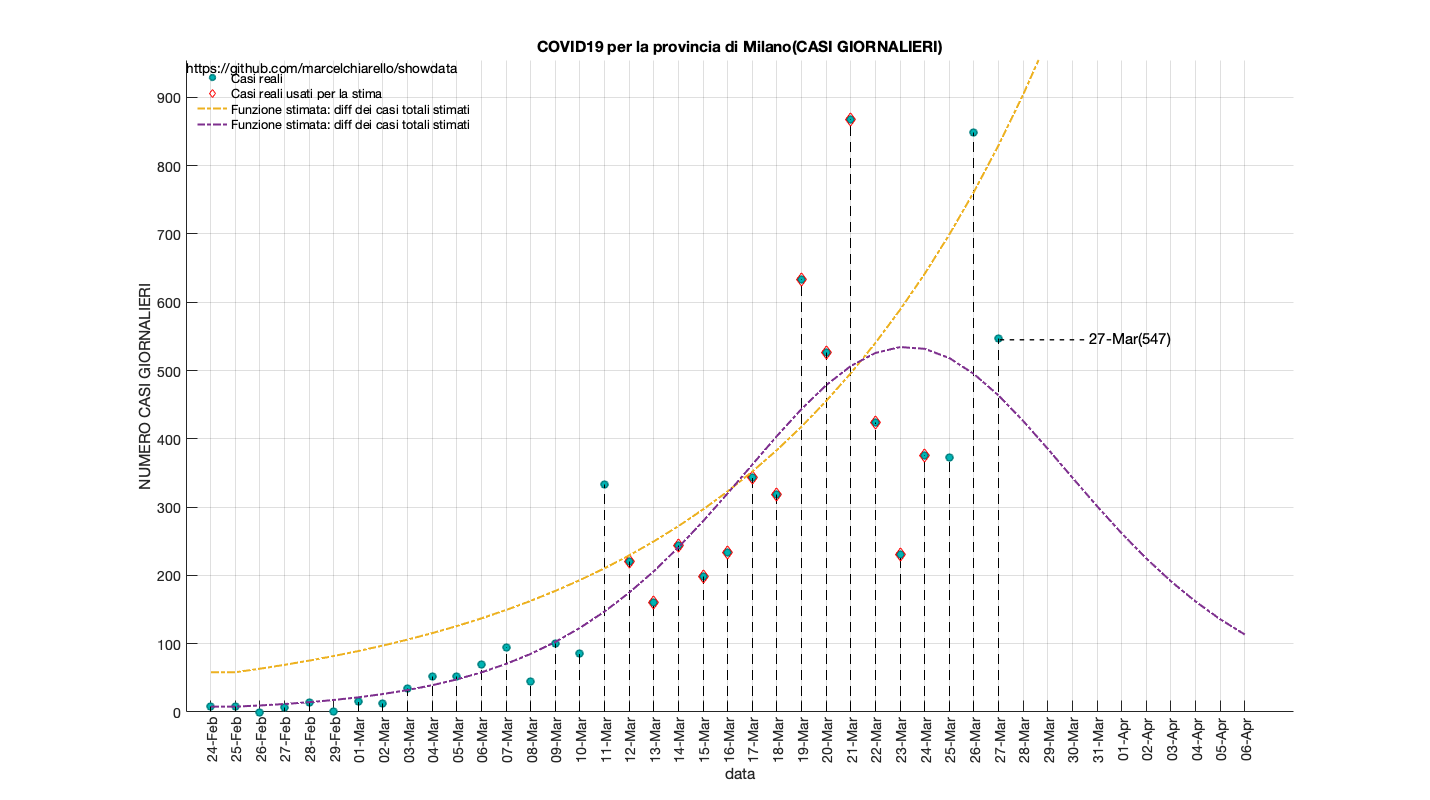 COVID19 per la provincia di Milano(CASI GIORNALIERI)
https://github.com/marcelchiarello/showdata
Casi reali
Casi reali usati per la stima
Funzione stimata: diff dei casi totali stimati
Funzione stimata: diff dei casi totali stimati
NUMERO CASI GIORNALIERI
900
800
700
600
500
400
300
200
100
0
27-Mar(547)
24-Feb
25-Feb
26-Feb
27-Feb
28-Feb
29-Feb
01-Mar
02-Mar
03-Mar
04-Mar
05-Mar
06-Mar
07-Mar
08-Mar
09-Mar
10-Mar
11-Mar
12-Mar
13-Mar
14-Mar
15-Mar
16-Mar
17-Mar
18-Mar
19-Mar
20-Mar
21-Mar
22-Mar
23-Mar
24-Mar
25-Mar
26-Mar
27-Mar
28-Mar
29-Mar
30-Mar
31-Mar
01-Apr
02-Apr
03-Apr
04-Apr
05-Apr
06-Apr
data